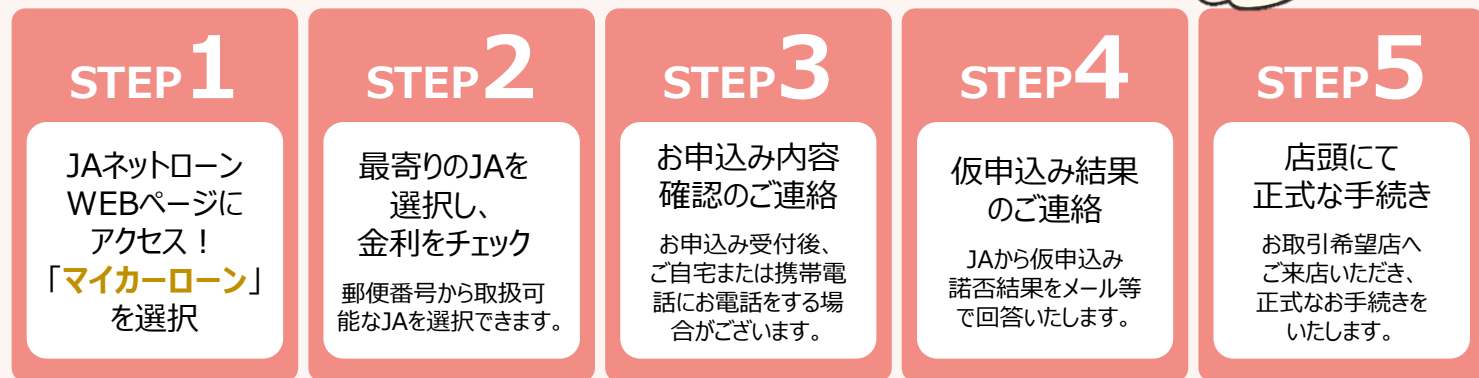 STEP1
JAネットローン
WEBページに
アクセス！
「マイカーローン」
を選択
STEP2
最寄りのJAを
選択し、
金利をチェック
郵便番号から取扱可
能なJAを選択できます。
STEP3
お申込み内容
確認のご連絡
お申込み受付後、
ご自宅または携帯電
話にお電話をする場
合がございます。
STEP4
仮申込み結果
のご連絡
JAから仮申込み
諾否結果をメール等
で回答いたします。
STEP5
店頭にて
正式な手続き
お取引希望店へ
ご来店いただき、
正式なお手続きを
いたします。